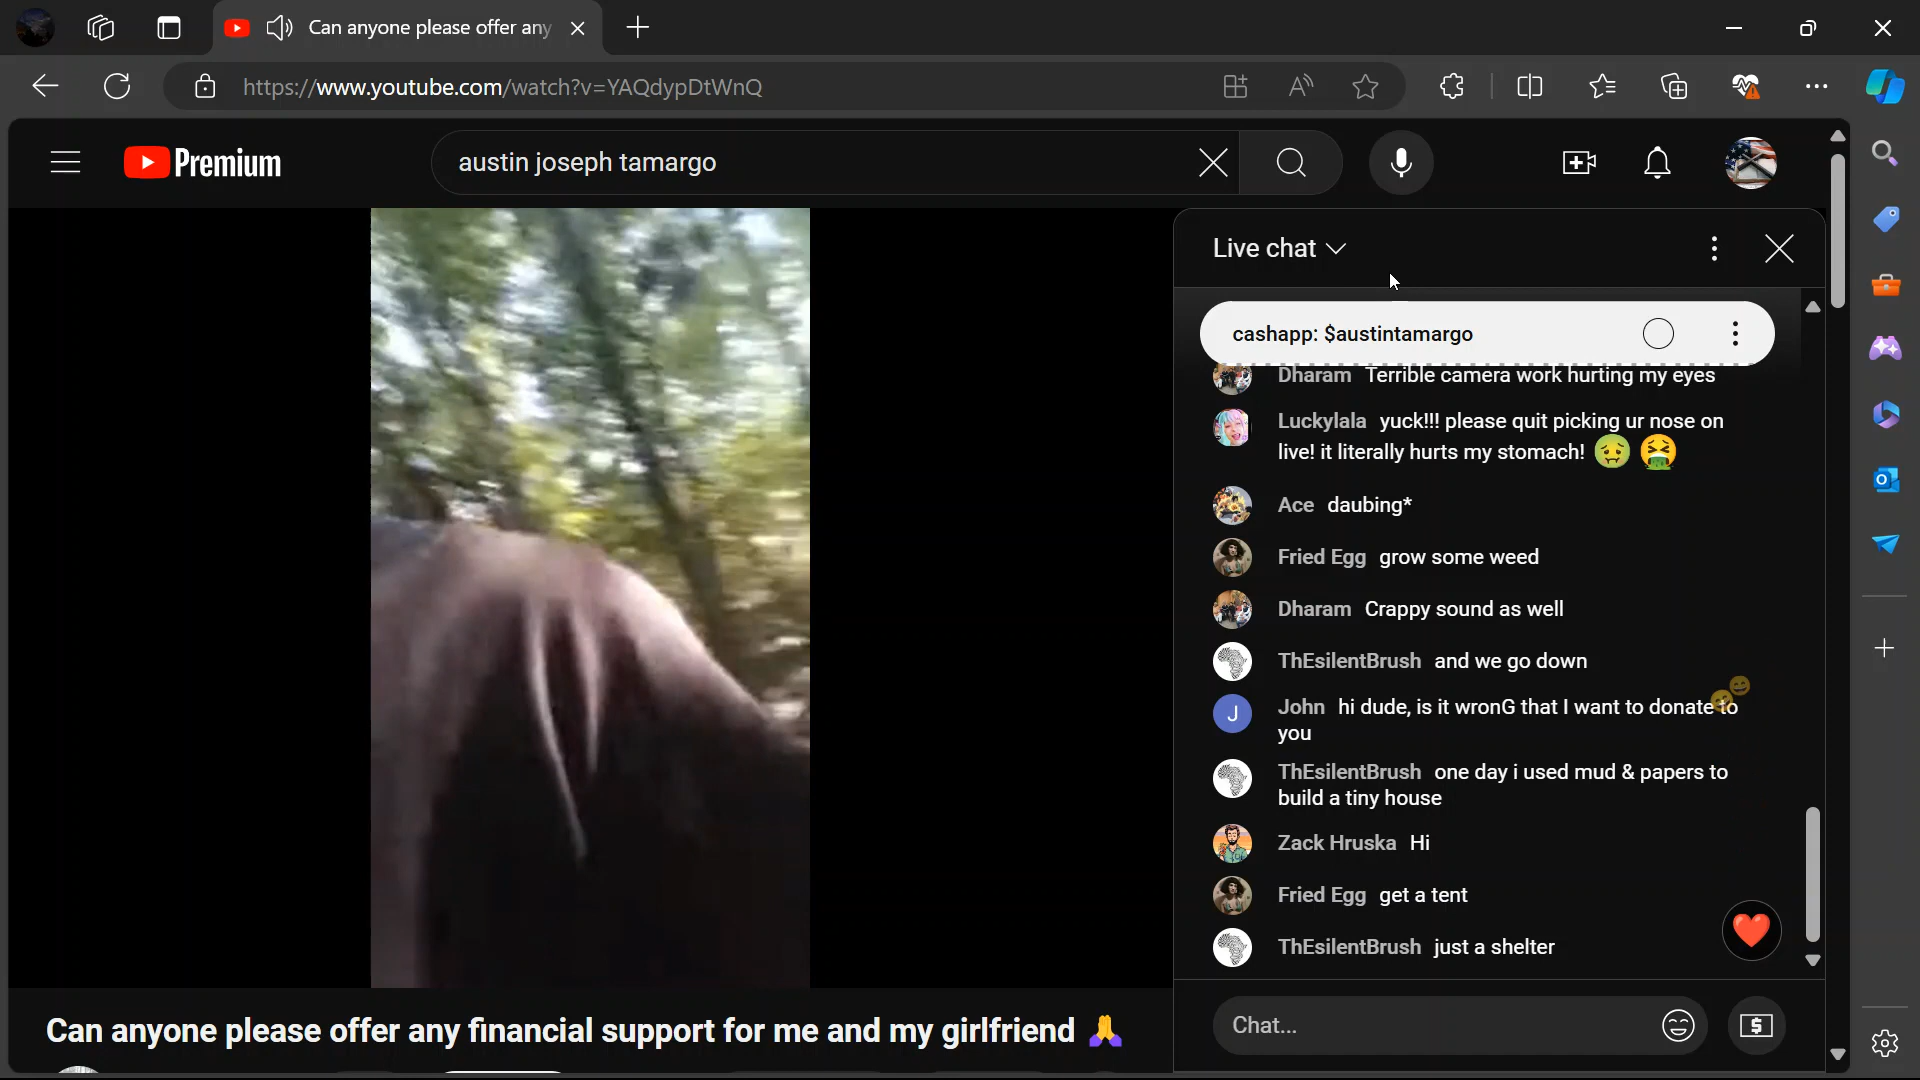 Can anyone please offer any
https://www.youtube.com/watch?v=YAQdypDtWnQ
Premium
austin joseph tamargo
Live chat
cashapp: $austintamargo
Dharam Terrible camera work hurting my eyes
Luckylala yuck!!! please quit picking ur nose on
live! it literally hurts my stomach! 🤢 🤮
Ace daubing*
Fried Egg grow some weed
Dharam Crappy sound as well
ThEsilentBrush and we go down
J John hi dude, is it wronG that I want to donate to
you
ThEsilentBrush one day i used mud & papers to
build a tiny house
Zack Hruska Hi
Fried Egg get a tent
ThEsilentBrush just a shelter
Chat...
Can anyone please offer any financial support for me and my girlfriend 🙏